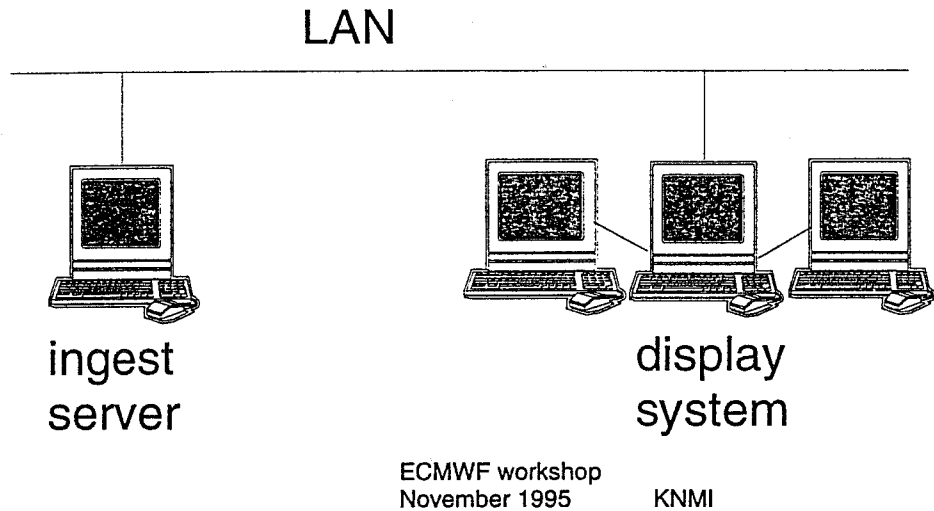 LAN
ingest
server
display
system
ECMWF workshop
November 1995 KNMI